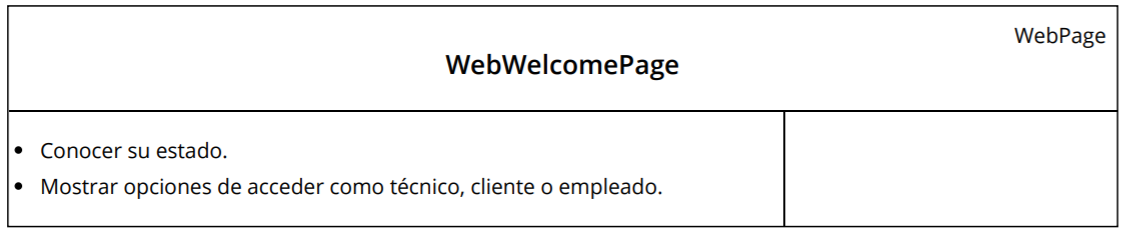 WebPage
WebWelcomePage
• Conocer su estado.
• Mostrar opciones de acceder como técnico, cliente o empleado.